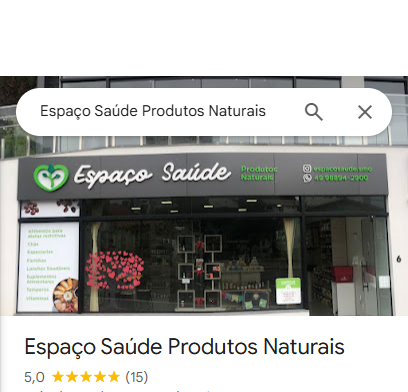 Espaço Saúde Produtos Naturais
Espaço Saúde
Produtos
Naturais
espacosaude.smo
49 98894-2900
Alimentos para
dietas restritivas
Chás
Especiarias
Farinhas
Lanches Saudáveis
Suplementos
Alimentares
Temperos
Vitaminas
6
Espaço Saúde Produtos Naturais
5,0 ★★★★★ (15)